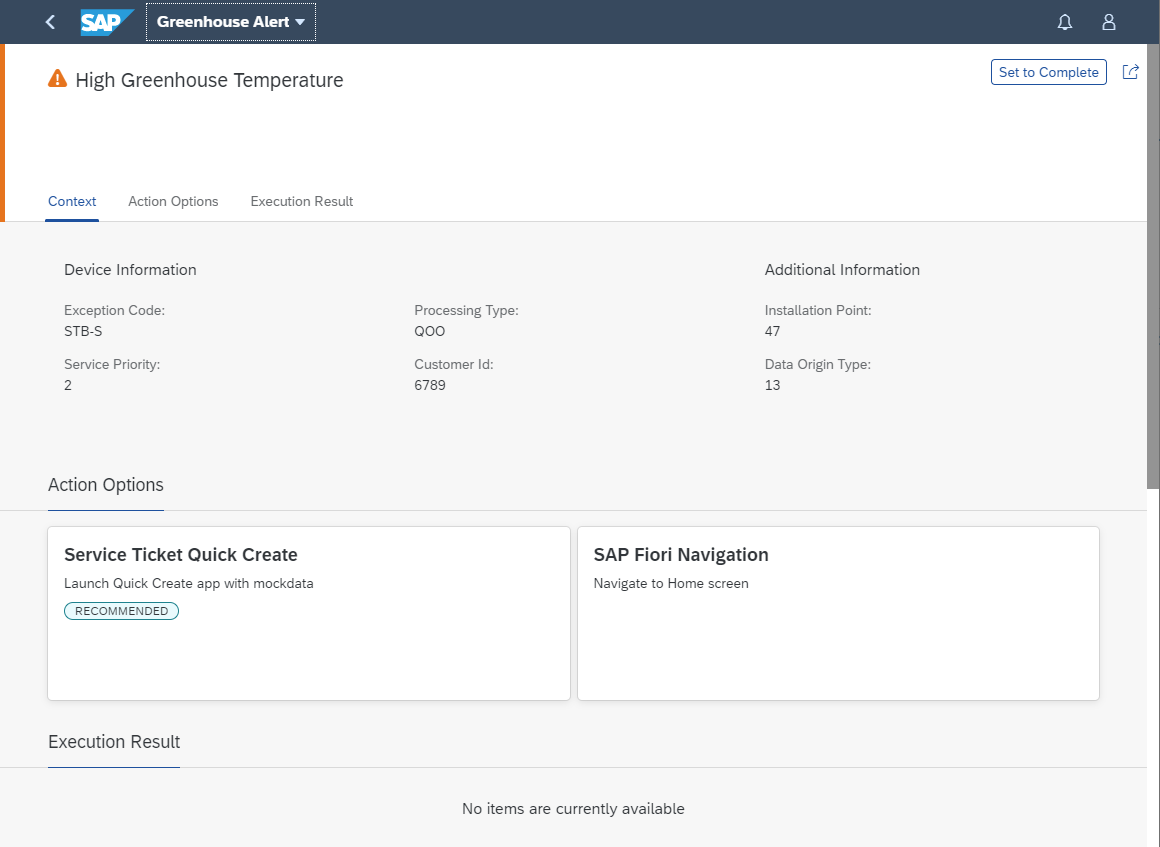 SAP Greenhouse Alert
High Greenhouse Temperature
Set to Complete
Context Action Options Execution Result
Device Information
Exception Code:
STB-S
Service Priority:
2
Processing Type:
QOO
Customer Id:
6789
Additional Information
Installation Point:
47
Data Origin Type:
13
Action Options
Service Ticket Quick Create
Launch Quick Create app with mockdata
RECOMMENDED
SAP Fiori Navigation
Navigate to Home screen
Execution Result
No items are currently available